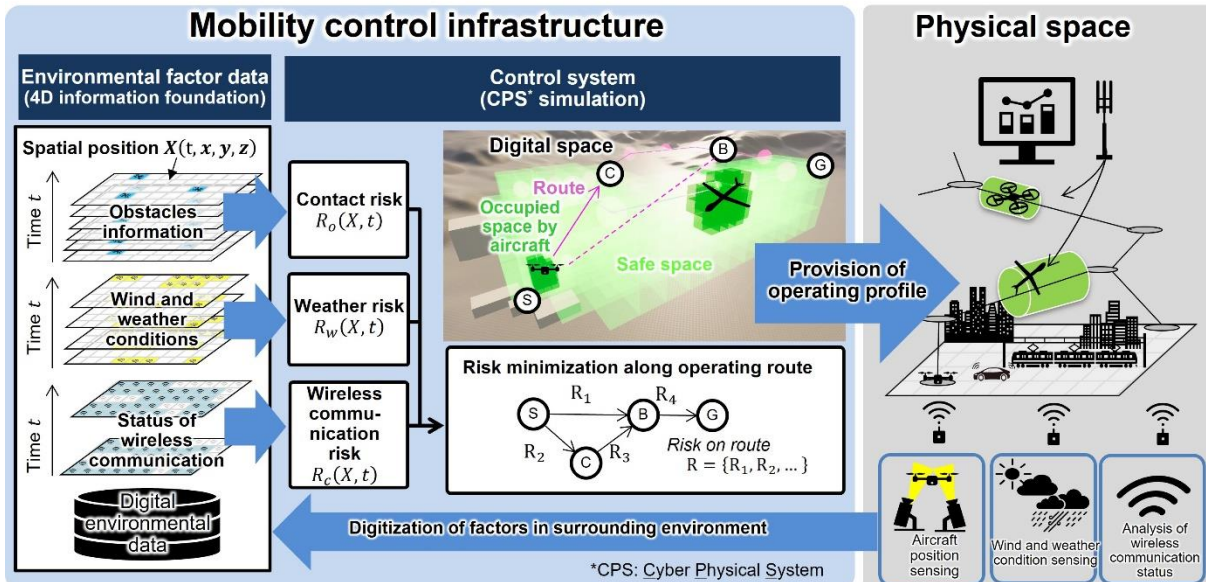 Mobility control infrastructure
Environmental factor data
(4D information foundation)
Control system
(CPS* simulation)
Spatial position X(t, x, y, z)
Time t
Obstacles
information
Time t
Wind and
weather
conditions
Time t
Status of
wireless
communication
Digital
environmental
data
Contact risk
R_o(X, t)
Weather risk
R_w(X, t)
Wireless
commu-
nication
risk
R_c(X, t)
Digital space
B
G
C
Route
Occupied
space by
aircraft
Safe space
S
Risk minimization along operating route
S
R₁
B
R₄
G
R₂
C
R₃
Risk on route
R = {R₁, R₂, ...}
Provision of
operating profile
Digitization of factors in surrounding environment
*CPS: Cyber Physical System
Physical space
Aircraft
position
sensing
Wind and weather
condition sensing
Analysis of
wireless
communication
status